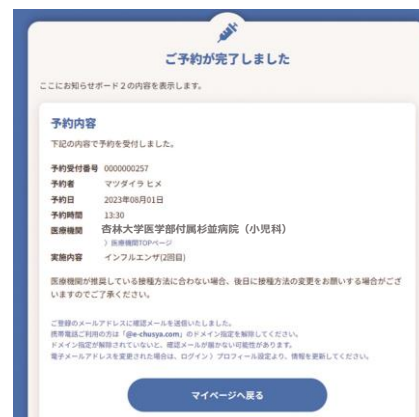 ご予約が完了しました
ここにお知らせボード２の内容を表示します。
予約内容
下記の内容で予約を受付しました。
予約受付番号 0000000257
予約者 マツダイラ ヒメ
予約日 2023年08月01日
予約時間 13:30
医療機関 杏林大学医学部付属杉並病院（小児科）
〉医療機関TOPページ
実施内容 インフルエンザ(2回目)
医療機関が推奨している接種方法に合わない場合、後日に接種方法の変更をお願いする場合がござ
いますのでご了承ください。
ご登録のメールアドレスに確認メールを送信いたしました。
携帯電話ご利用の方は「@e-chusya.com」のドメイン指定を解除してください。
ドメイン指定が解除されていないと、確認メールが届かない可能性があります。
電子メールアドレスを変更された場合は、ログイン 〉プロフィール設定より、情報を更新してください。
マイページへ戻る